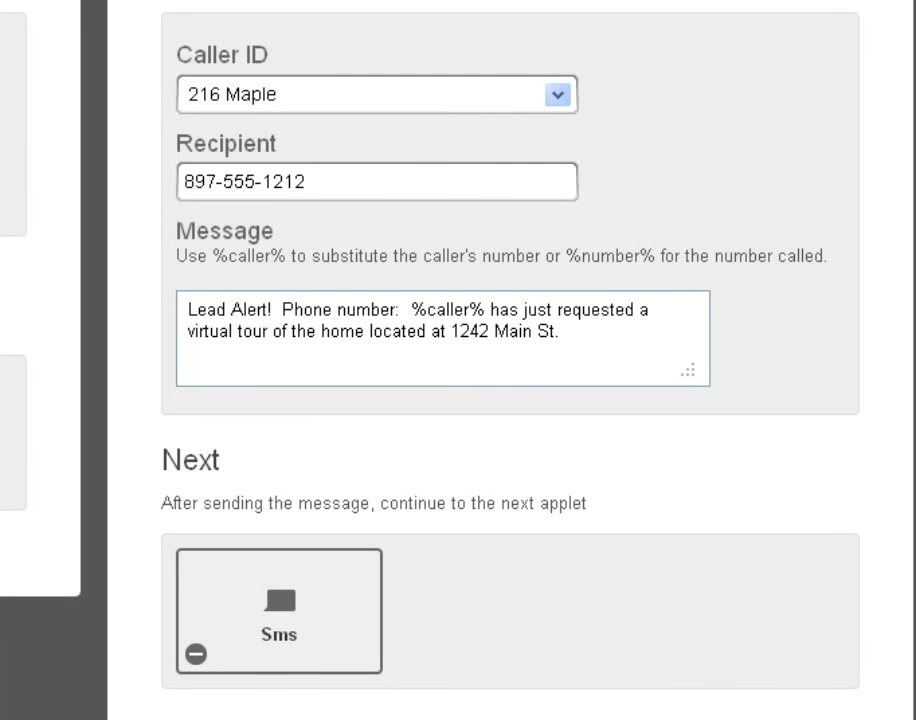 Caller ID
216 Maple
Recipient
897-555-1212
Message
Use %caller% to substitute the caller's number or %number% for the number called.
Lead Alert!  Phone number:  %caller% has just requested a
virtual tour of the home located at 1242 Main St.
Next
After sending the message, continue to the next applet
Sms